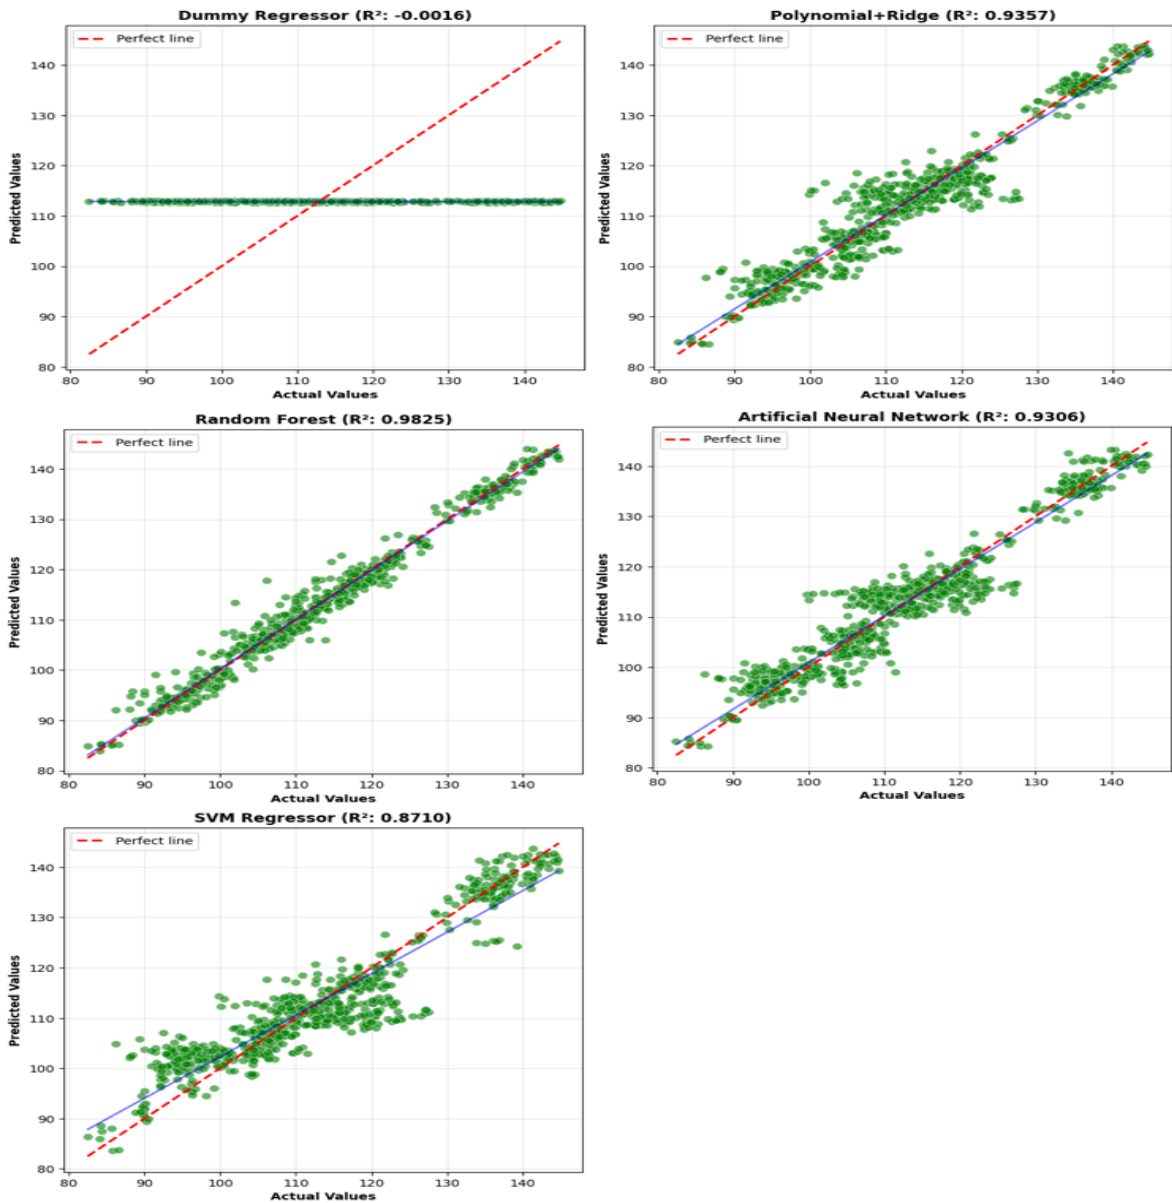 Dummy Regressor (R²: -0.0016)
Perfect line
140
130
120
110
100
90
80
Predicted Values
80 90 100 110 120 130 140
Actual Values
Polynomial+Ridge (R²: 0.9357)
Perfect line
140
130
120
110
100
90
80
Predicted Values
80 90 100 110 120 130 140
Actual Values
Random Forest (R²: 0.9825)
Perfect line
140
130
120
110
100
90
80
Predicted Values
80 90 100 110 120 130 140
Actual Values
Artificial Neural Network (R²: 0.9306)
Perfect line
140
130
120
110
100
90
80
Predicted Values
80 90 100 110 120 130 140
Actual Values
SVM Regressor (R²: 0.8710)
Perfect line
140
130
120
110
100
90
80
Predicted Values
80 90 100 110 120 130 140
Actual Values